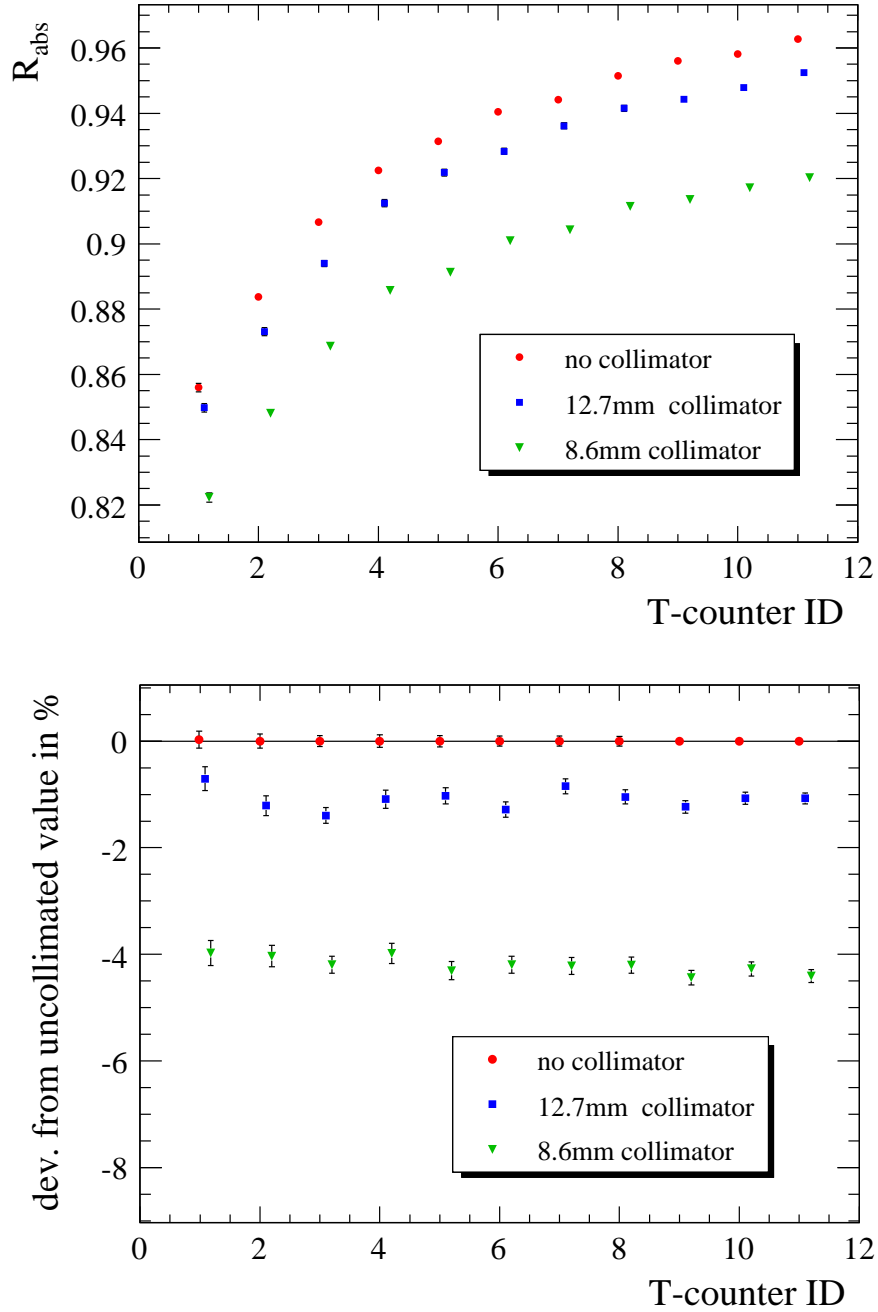 R_abs
0.96
0.94
0.92
0.9
0.88
0.86
0.84
0.82
no collimator
12.7mm collimator
8.6mm collimator
0 2 4 6 8 10 12
T-counter ID
dev. from uncollimated value in %
0
-2
-4
-6
-8
no collimator
12.7mm collimator
8.6mm collimator
0 2 4 6 8 10 12
T-counter ID